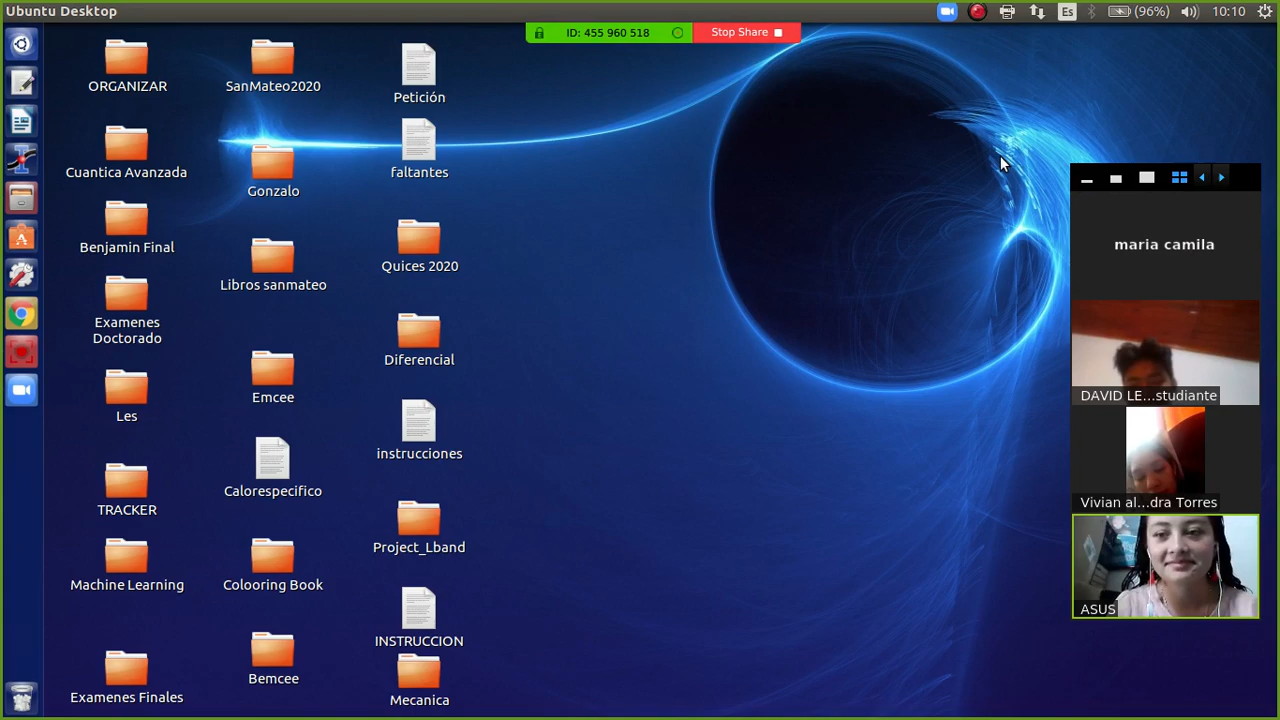 Ubuntu Desktop
Es
(96%)
10:10
ID: 455 960 518
Stop Share
ORGANIZAR
SanMateo2020
Petición
Cuantica Avanzada
Gonzalo
faltantes
Benjamin Final
Libros sanmateo
Quices 2020
Examenes
Doctorado
Emcee
Diferencial
Les
Calorespecifico
instrucciones
TRACKER
Colooring Book
Project_Lband
Machine Learning
Bemcee
INSTRUCCION
Examenes Finales
Mecanica
maria camila
DAVID LE...studiante
Vivian al...dra Torres
ASUS